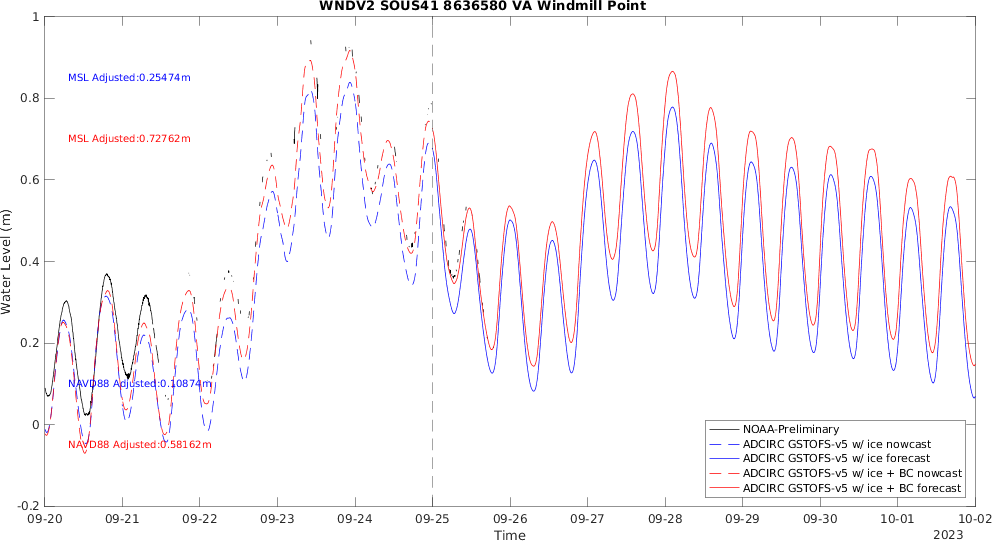 WNDV2 SOUS41 8636580 VA Windmill Point
1
0.8
0.6
0.4
0.2
0
-0.2
Water Level (m)
MSL Adjusted:0.25474m
MSL Adjusted:0.72762m
NAVD88 Adjusted:0.10874m
NAVD88 Adjusted:0.58162m
NOAA-Preliminary
ADCIRC GSTOFS-v5 w/ ice nowcast
ADCIRC GSTOFS-v5 w/ ice forecast
ADCIRC GSTOFS-v5 w/ ice + BC nowcast
ADCIRC GSTOFS-v5 w/ ice + BC forecast
09-20 09-21 09-22 09-23 09-24 09-25 09-26 09-27 09-28 09-29 09-30 10-01 10-02
Time
2023